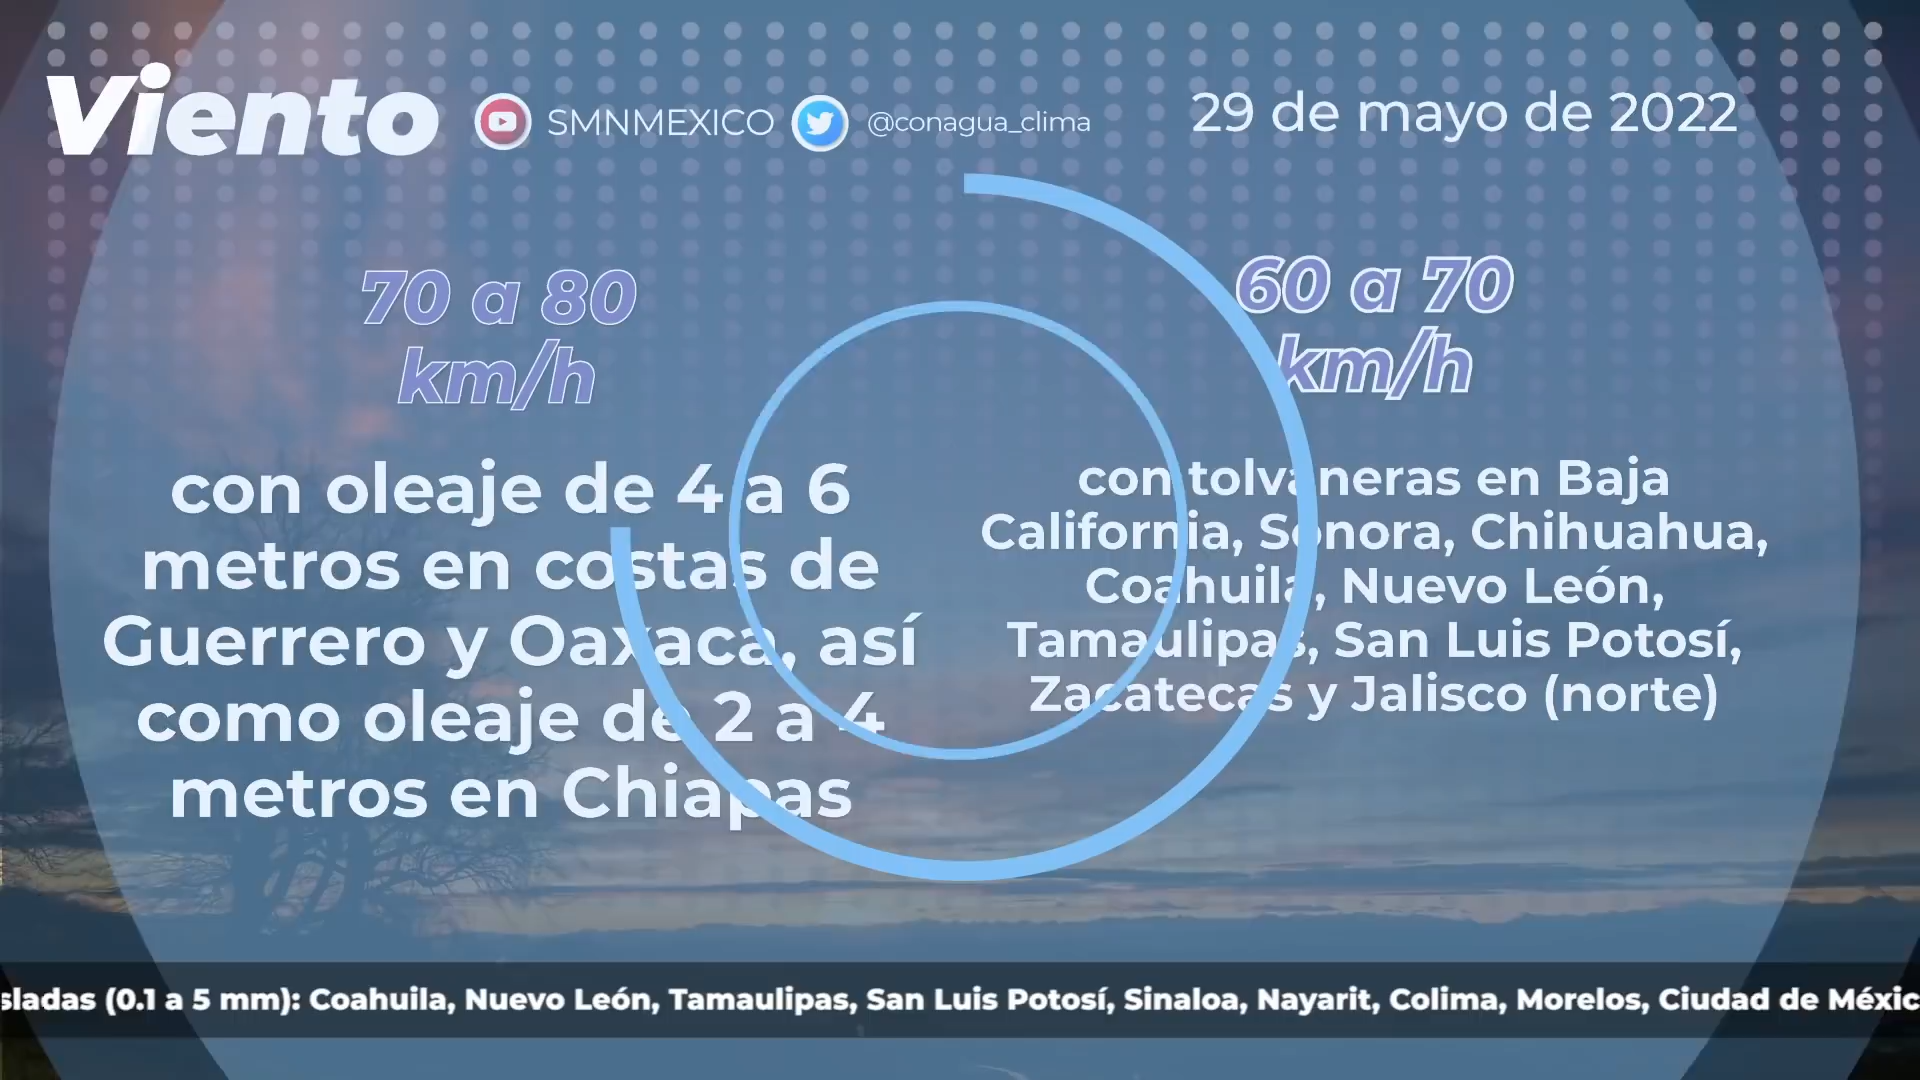 Viento
SMNMEXICO
@conagua_clima
29 de mayo de 2022
70 a 80
km/h
con oleaje de 4 a 6
metros en costas de
Guerrero y Oaxaca, así
como oleaje de 2 a 4
metros en Chiapas
60 a 70
km/h
con tolvaneras en Baja
California, Sonora, Chihuahua,
Coahuila, Nuevo León,
Tamaulipas, San Luis Potosí,
Zacatecas y Jalisco (norte)
sladas (0.1 a 5 mm): Coahuila, Nuevo León, Tamaulipas, San Luis Potosí, Sinaloa, Nayarit, Colima, Morelos, Ciudad de Méxic